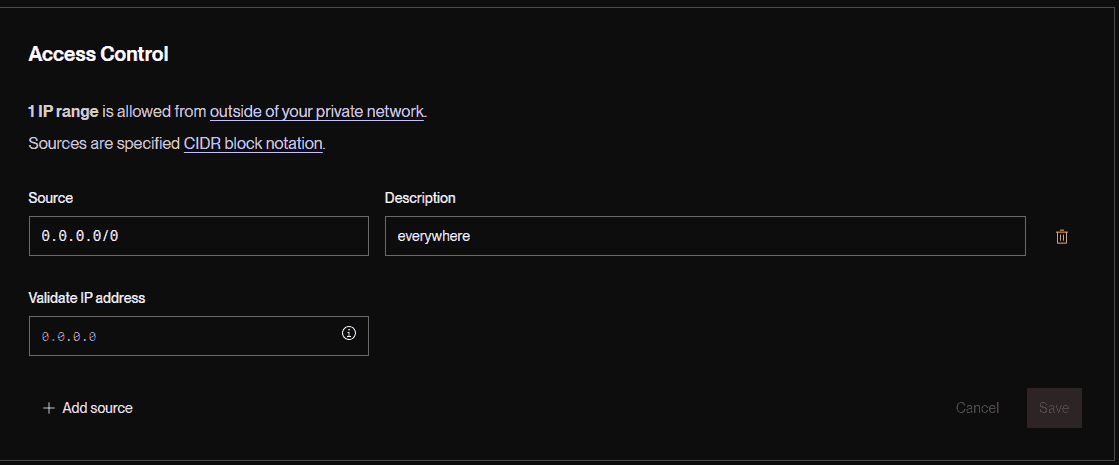 Access Control
1 IP range is allowed from outside of your private network.
Sources are specified CIDR block notation.
Source Description
0.0.0.0/0 everywhere
Validate IP address
0.0.0.0
+ Add source Cancel Save